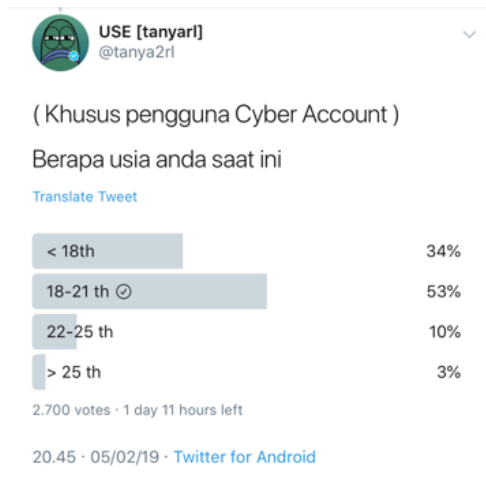 USE [tanyarl]
@tanya2rl
( Khusus pengguna Cyber Account )
Berapa usia anda saat ini
Translate Tweet
< 18th 34%
18-21 th 53%
22-25 th 10%
> 25 th 3%
2.700 votes · 1 day 11 hours left
20.45 · 05/02/19 · Twitter for Android